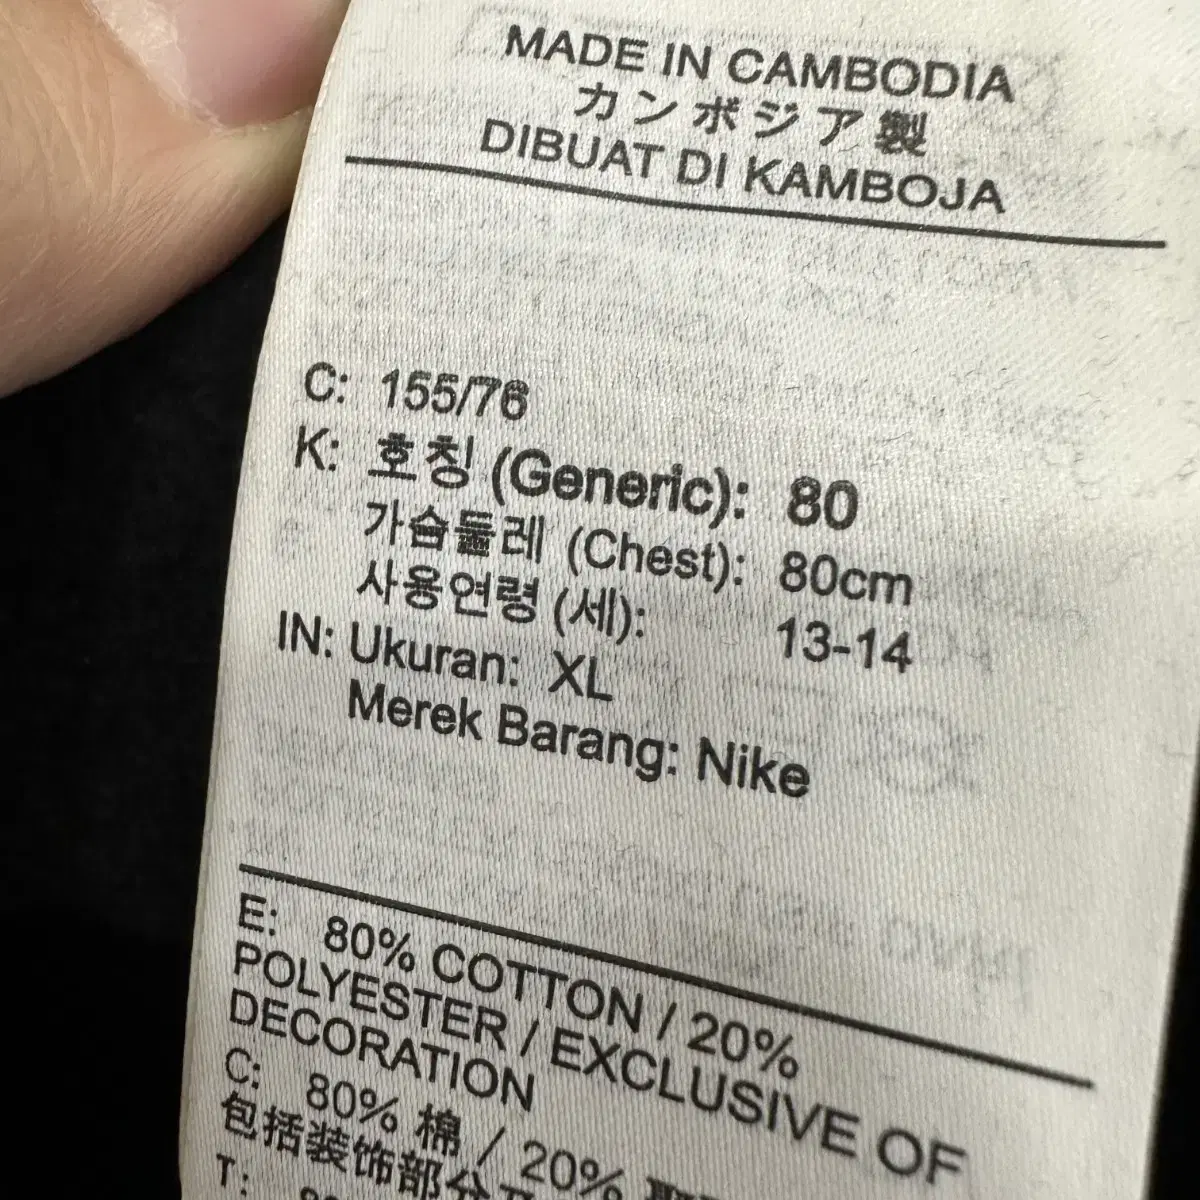 MADE IN CAMBODIA
カンボジア製
DIBUAT DI KAMBOJA
C: 155/76
K: 호칭 (Generic): 80
가슴둘레 (Chest): 80cm
사용연령 (세): 13-14
IN: Ukuran: XL
Merek Barang: Nike
E: 80% COTTON / 20%
POLYESTER / EXCLUSIVE OF
DECORATION
C: 80% 棉 / 20%
包括装饰部分
T: